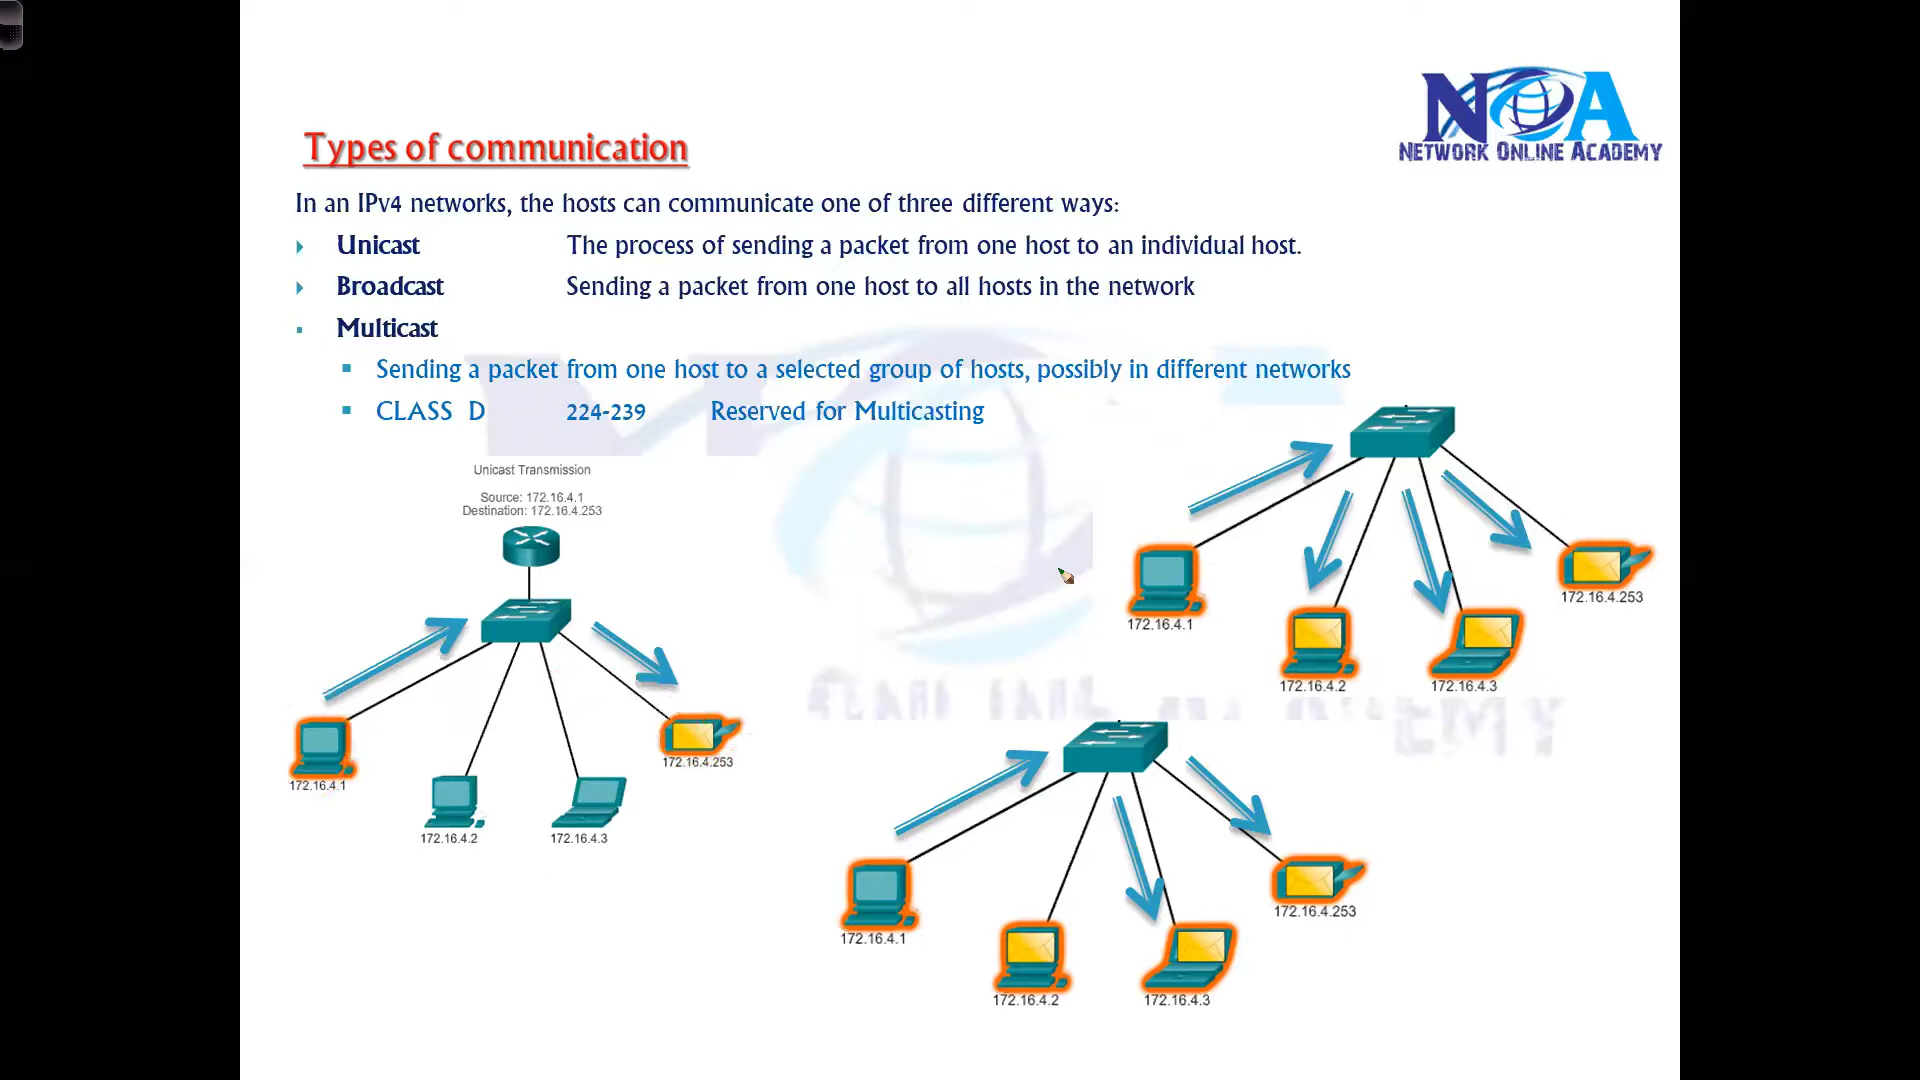 NOA
NETWORK ONLINE ACADEMY
Types of communication
In an IPv4 networks, the hosts can communicate one of three different ways:
Unicast The process of sending a packet from one host to an individual host.
Broadcast Sending a packet from one host to all hosts in the network
Multicast
Sending a packet from one host to a selected group of hosts, possibly in different networks
CLASS D 224-239 Reserved for Multicasting
Unicast Transmission
Source: 172.16.4.1
Destination: 172.16.4.253
172.16.4.1
172.16.4.2
172.16.4.3
172.16.4.253
172.16.4.1
172.16.4.2
172.16.4.3
172.16.4.253
172.16.4.1
172.16.4.2
172.16.4.3
172.16.4.253